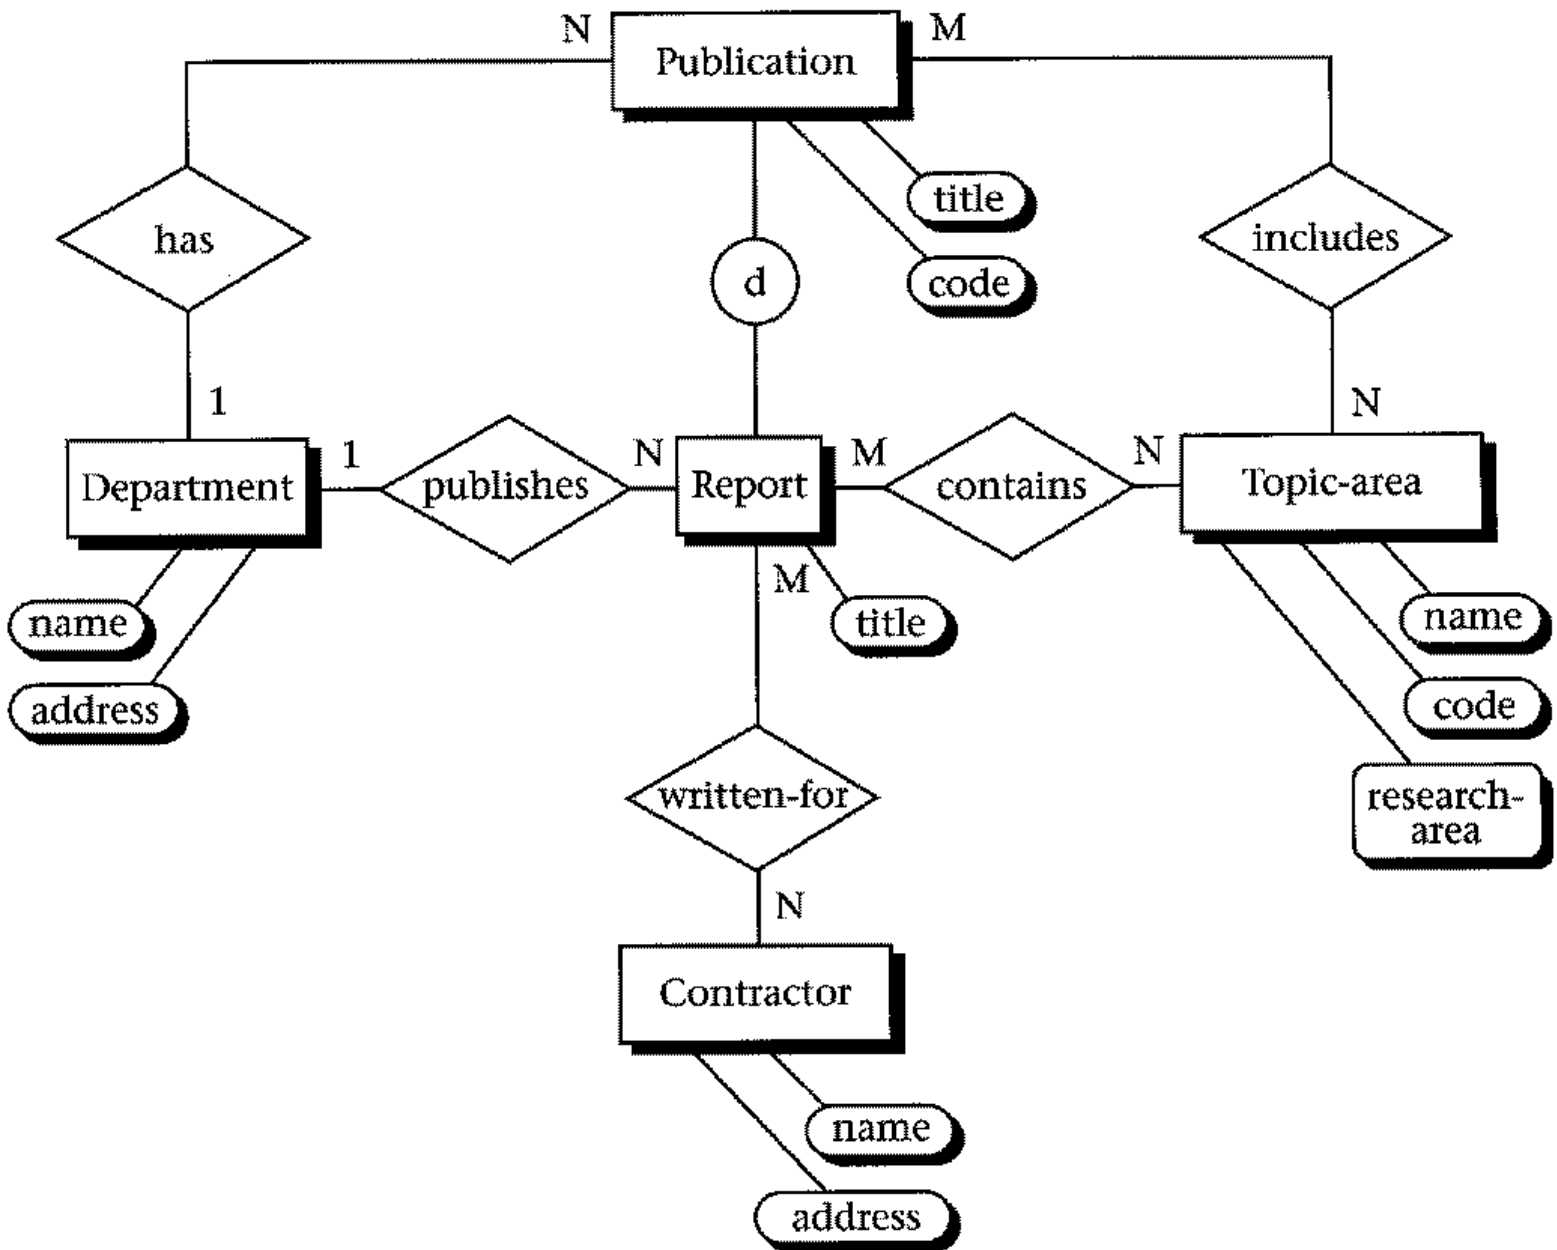 N
Publication
M
title
has
d
code
includes
1
N
Department
1
publishes
N
Report
M
contains
N
Topic-area
M
name
title
name
address
code
written-for
research-
area
N
Contractor
name
address